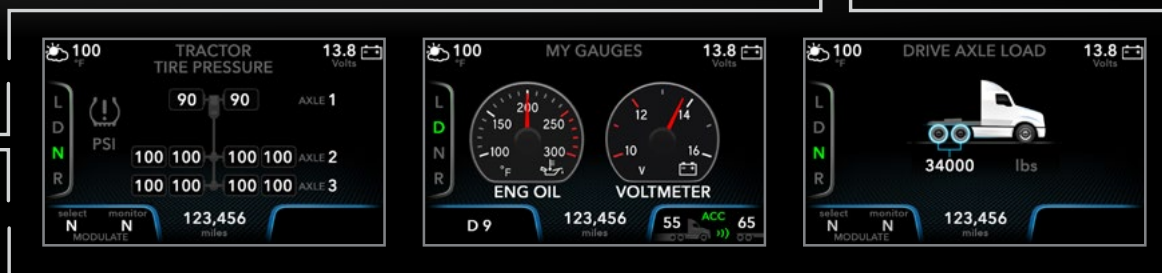 100 °F TRACTOR TIRE PRESSURE 13.8 Volts
L
D
N
R
PSI
90 90 AXLE 1
100 100 100 100 AXLE 2
100 100 100 100 AXLE 3
select N monitor N
MODULATE
123,456
miles
100 °F MY GAUGES 13.8 Volts
L
D
N
R
100 150 200 250 300
°F
ENG OIL
10 12 14 16
V
VOLTMETER
D 9
123,456
miles
55 ACC 65
100 °F DRIVE AXLE LOAD 13.8 Volts
L
D
N
R
34000 lbs
select N monitor N
MODULATE
123,456
miles